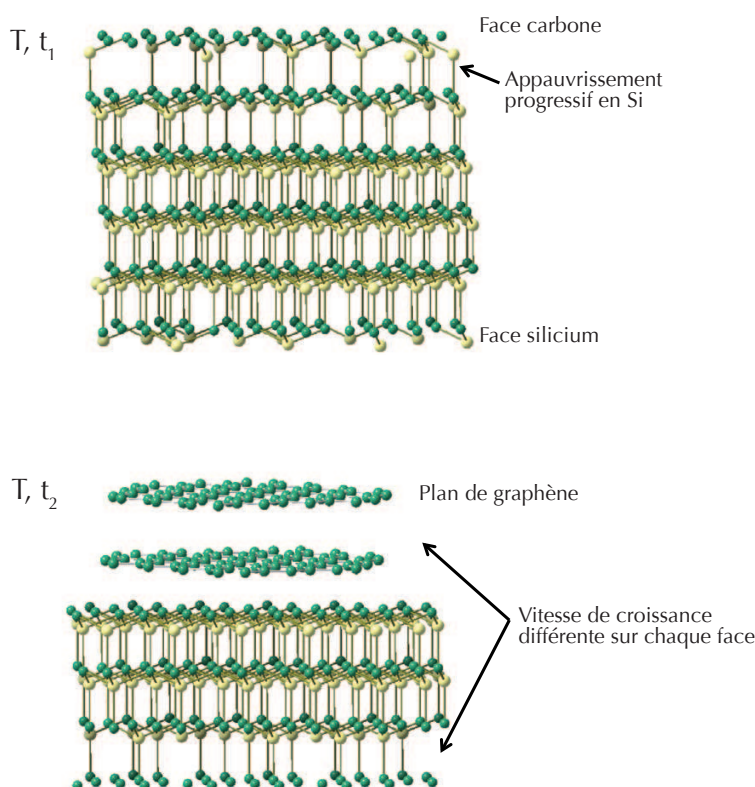 T, t₁
Face carbone
Appauvrissement
progressif en Si
Face silicium
T, t₂
Plan de graphène
Vitesse de croissance
différente sur chaque face